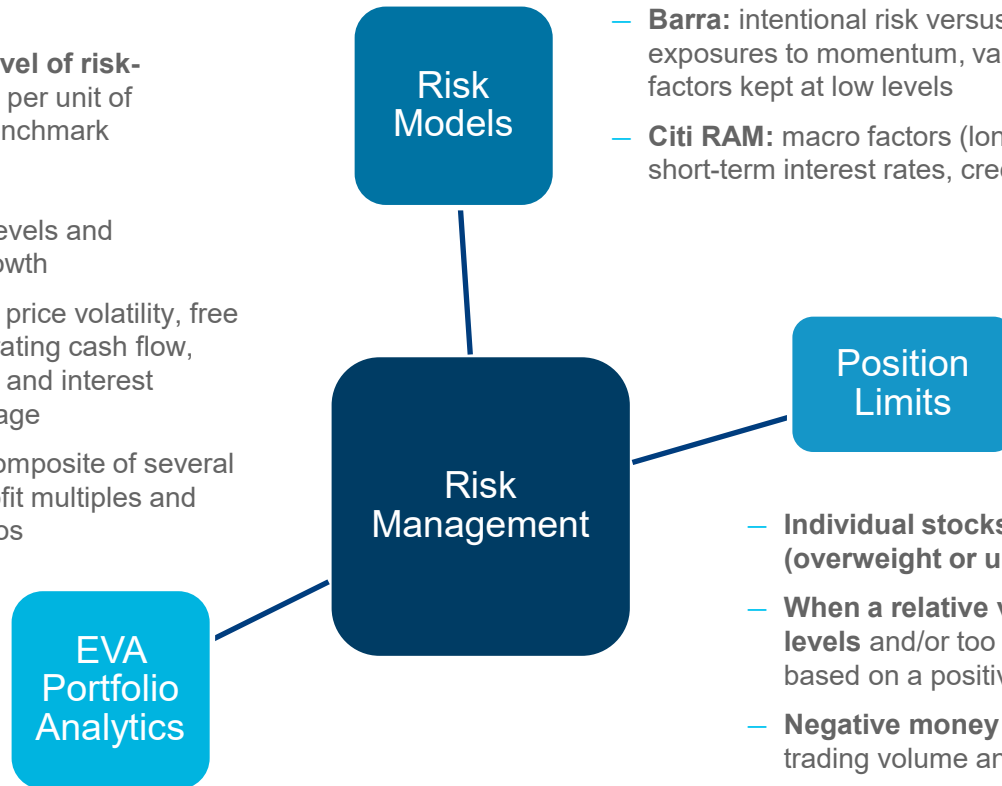 Risk
Models
— Barra: intentional risk versus
exposures to momentum, va
factors kept at low levels
— Citi RAM: macro factors (lon
short-term interest rates, cre
vel of risk-
per unit of
nchmark
evels and
owth
price volatility, free
rating cash flow,
and interest
age
omposite of several
ofit multiples and
os
Risk
Management
Position
Limits
— Individual stocks
(overweight or u
— When a relative v
levels and/or too
based on a positiv
— Negative money
trading volume an
EVA
Portfolio
Analytics